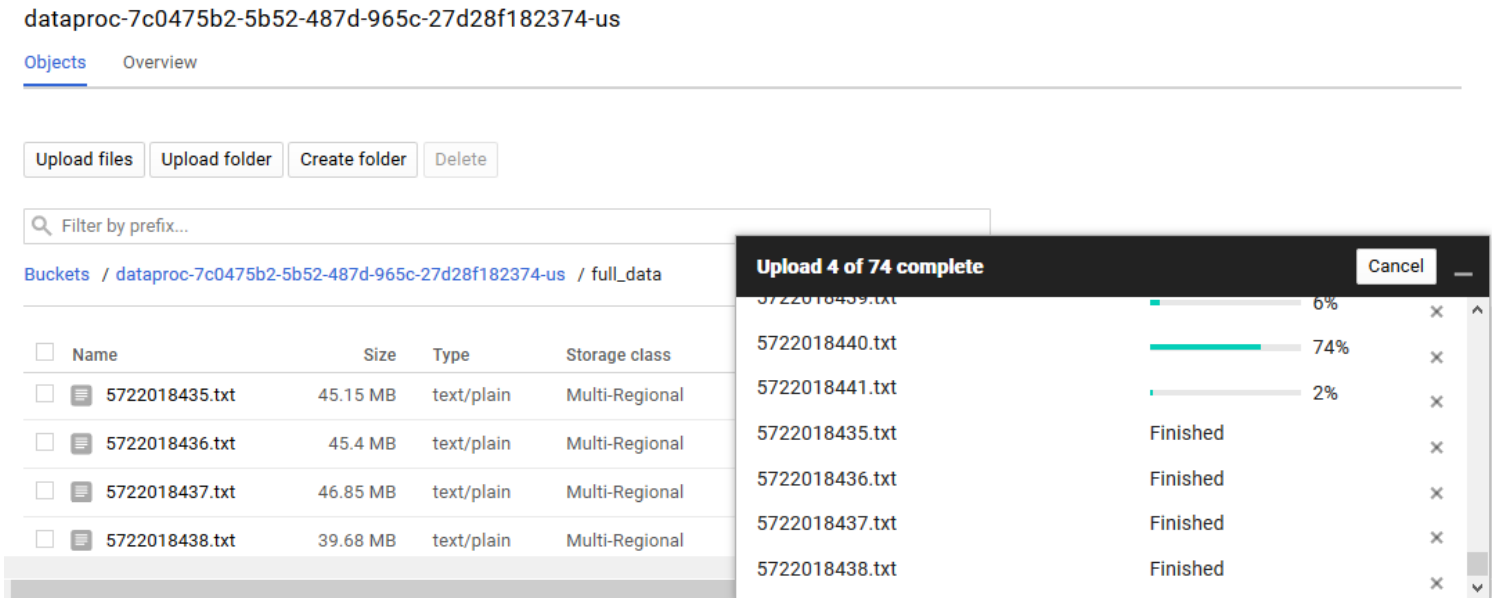 dataproc-7c0475b2-5b52-487d-965c-27d28f182374-us
Objects Overview
Upload files Upload folder Create folder Delete
Filter by prefix...
Buckets / dataproc-7c0475b2-5b52-487d-965c-27d28f182374-us / full_data
Name Size Type Storage class
5722018435.txt 45.15 MB text/plain Multi-Regional
5722018436.txt 45.4 MB text/plain Multi-Regional
5722018437.txt 46.85 MB text/plain Multi-Regional
5722018438.txt 39.68 MB text/plain Multi-Regional
Upload 4 of 74 complete Cancel
5722018439.txt 6%
5722018440.txt 74%
5722018441.txt 2%
5722018435.txt Finished
5722018436.txt Finished
5722018437.txt Finished
5722018438.txt Finished